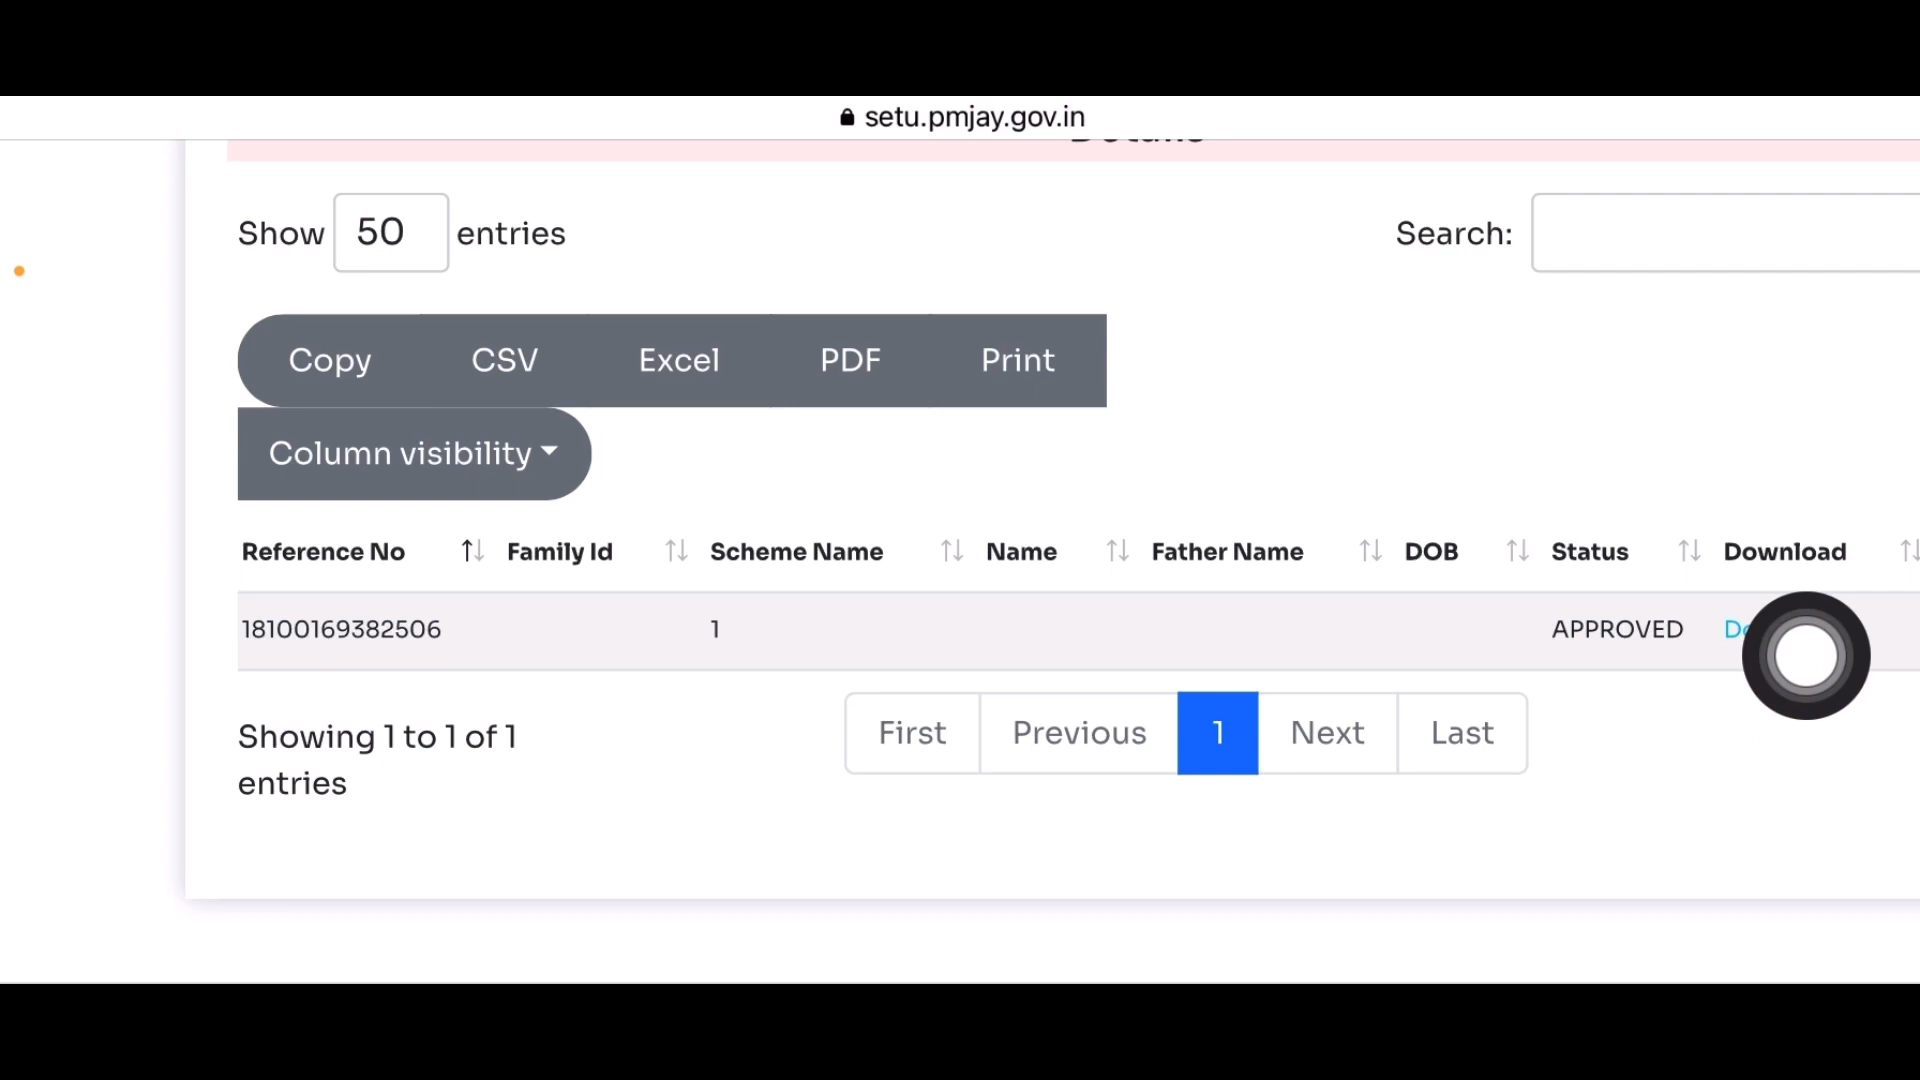 setu.pmjay.gov.in
Show 50 entries
Search:
Copy CSV Excel PDF Print
Column visibility
Reference No Family Id Scheme Name Name Father Name DOB Status Download
18100169382506 1 APPROVED
Showing 1 to 1 of 1
entries
First Previous 1 Next Last